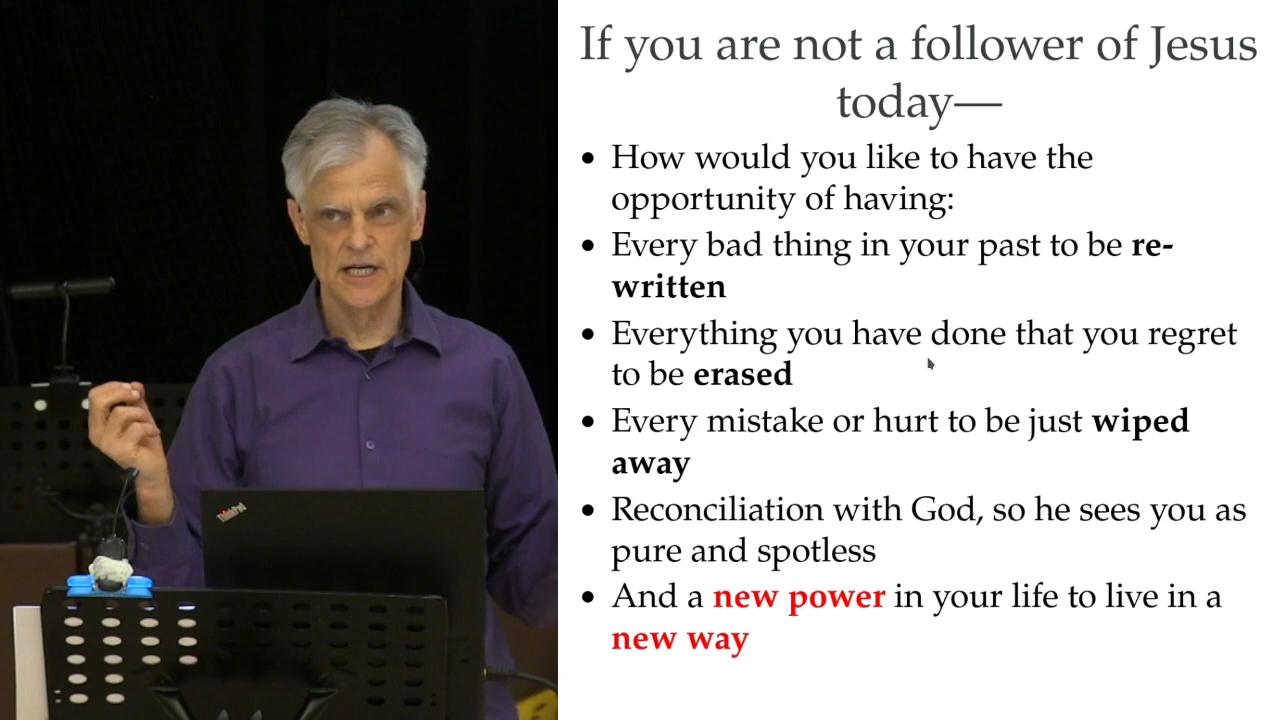 If you are not a follower of Jesus
today—
• How would you like to have the
opportunity of having:
• Every bad thing in your past to be re-
written
• Everything you have done that you regret
to be erased
• Every mistake or hurt to be just wiped
away
• Reconciliation with God, so he sees you as
pure and spotless
• And a new power in your life to live in a
new way
ThinkPad